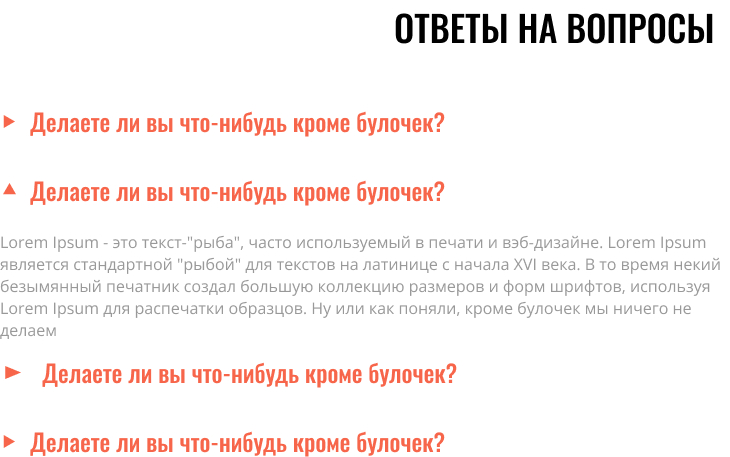 ОТВЕТЫ НА ВОПРОСЫ
Делаете ли вы что-нибудь кроме булочек?
Делаете ли вы что-нибудь кроме булочек?
Lorem Ipsum - это текст-"рыба", часто используемый в печати и вэб-дизайне. Lorem Ipsum
является стандартной "рыбой" для текстов на латинице с начала XVI века. В то время некий
безымянный печатник создал большую коллекцию размеров и форм шрифтов, используя
Lorem Ipsum для распечатки образцов. Ну или как поняли, кроме булочек мы ничего не
делаем
Делаете ли вы что-нибудь кроме булочек?
Делаете ли вы что-нибудь кроме булочек?